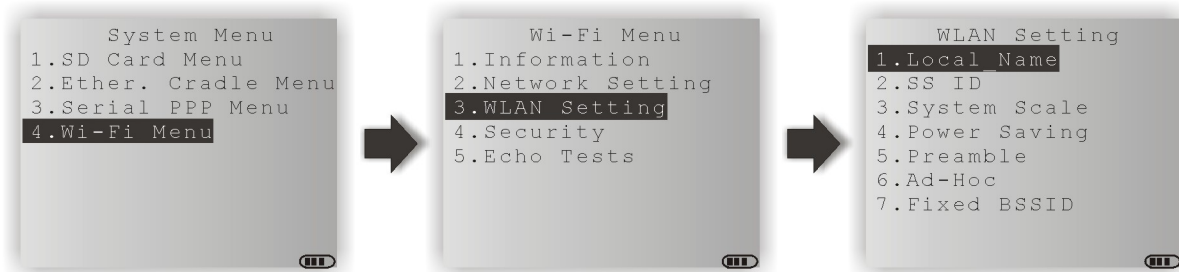 System Menu
1.SD Card Menu
2.Ether. Cradle Menu
3.Serial PPP Menu
4.Wi-Fi Menu
Wi-Fi Menu
1.Information
2.Network Setting
3.WLAN Setting
4.Security
5.Echo Tests
WLAN Setting
1.Local_Name
2.SS ID
3.System Scale
4.Power Saving
5.Preamble
6.Ad-Hoc
7.Fixed BSSID